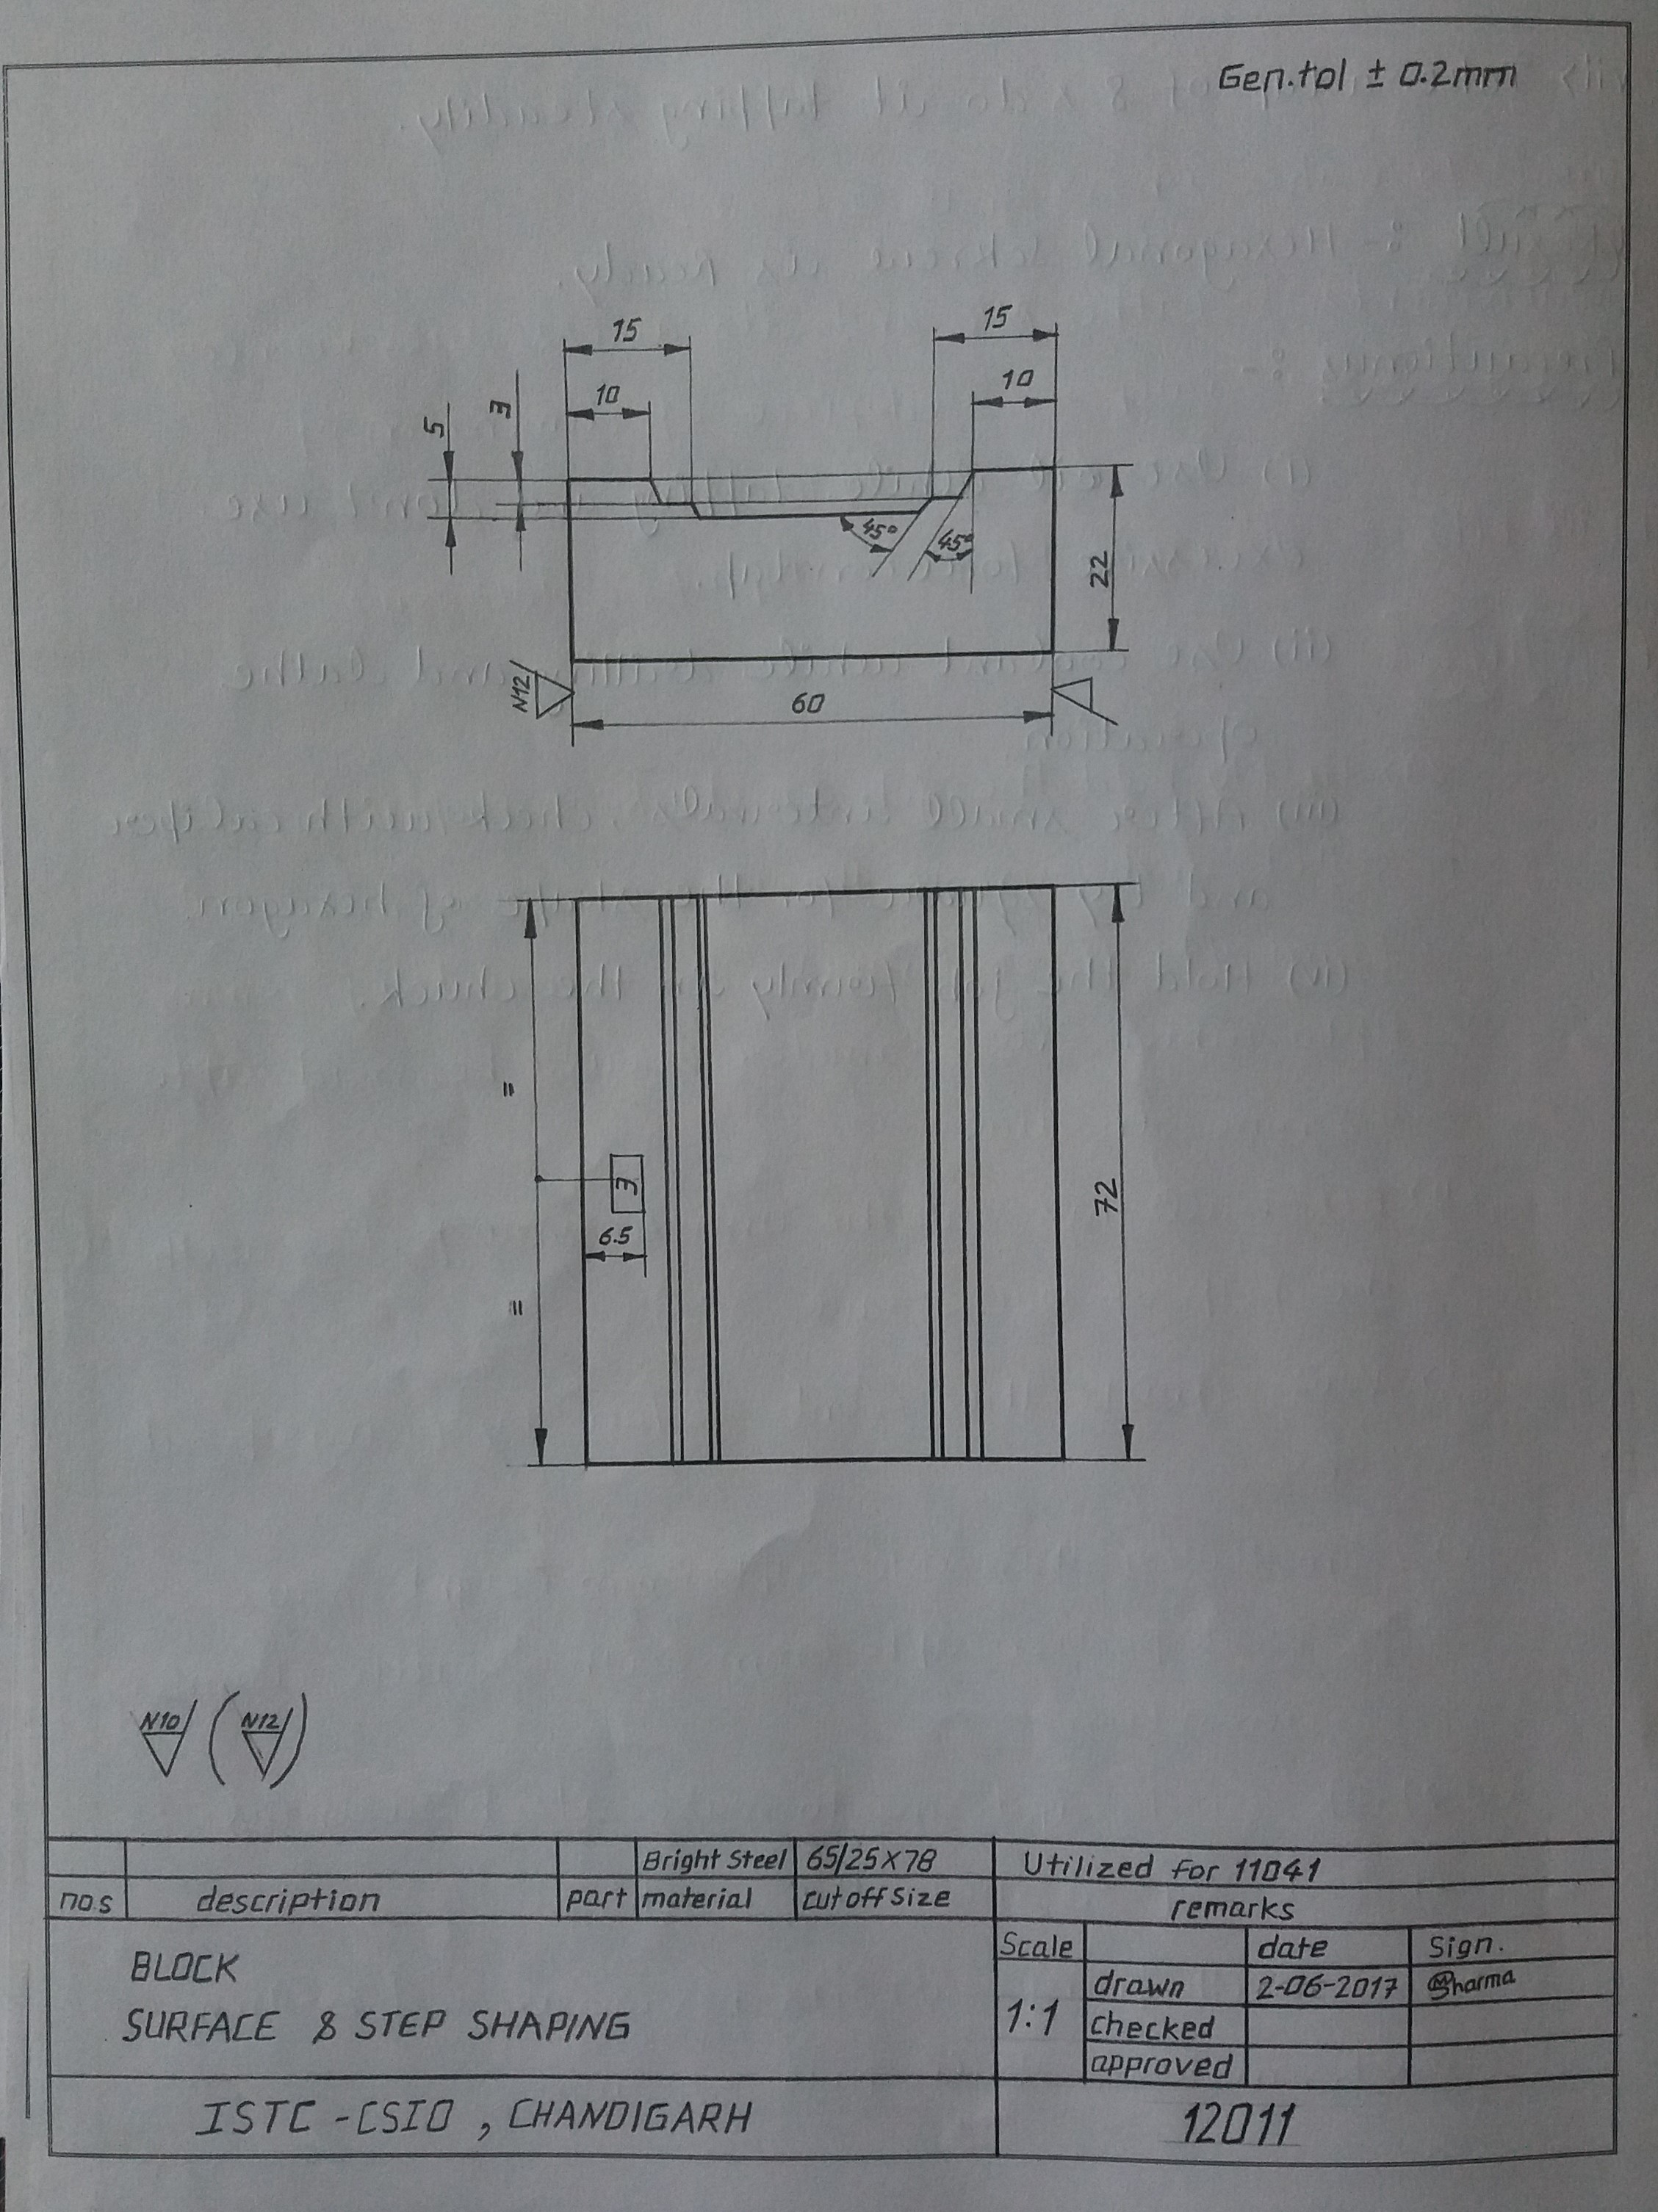 Gen.tol ± 0.2mm
15
15
10
10
5
3
45°
45°
22
N12
60
=
3
6.5
72
=
N10 (N12)
Bright Steel 65/25×78 Utilized for 11041
nos description part material cut off Size remarks
BLOCK
SURFACE & STEP SHAPING
Scale date Sign.
1:1
drawn 2-06-2017 Sharma
checked
approved
ISTC - CSIO , CHANDIGARH 12011